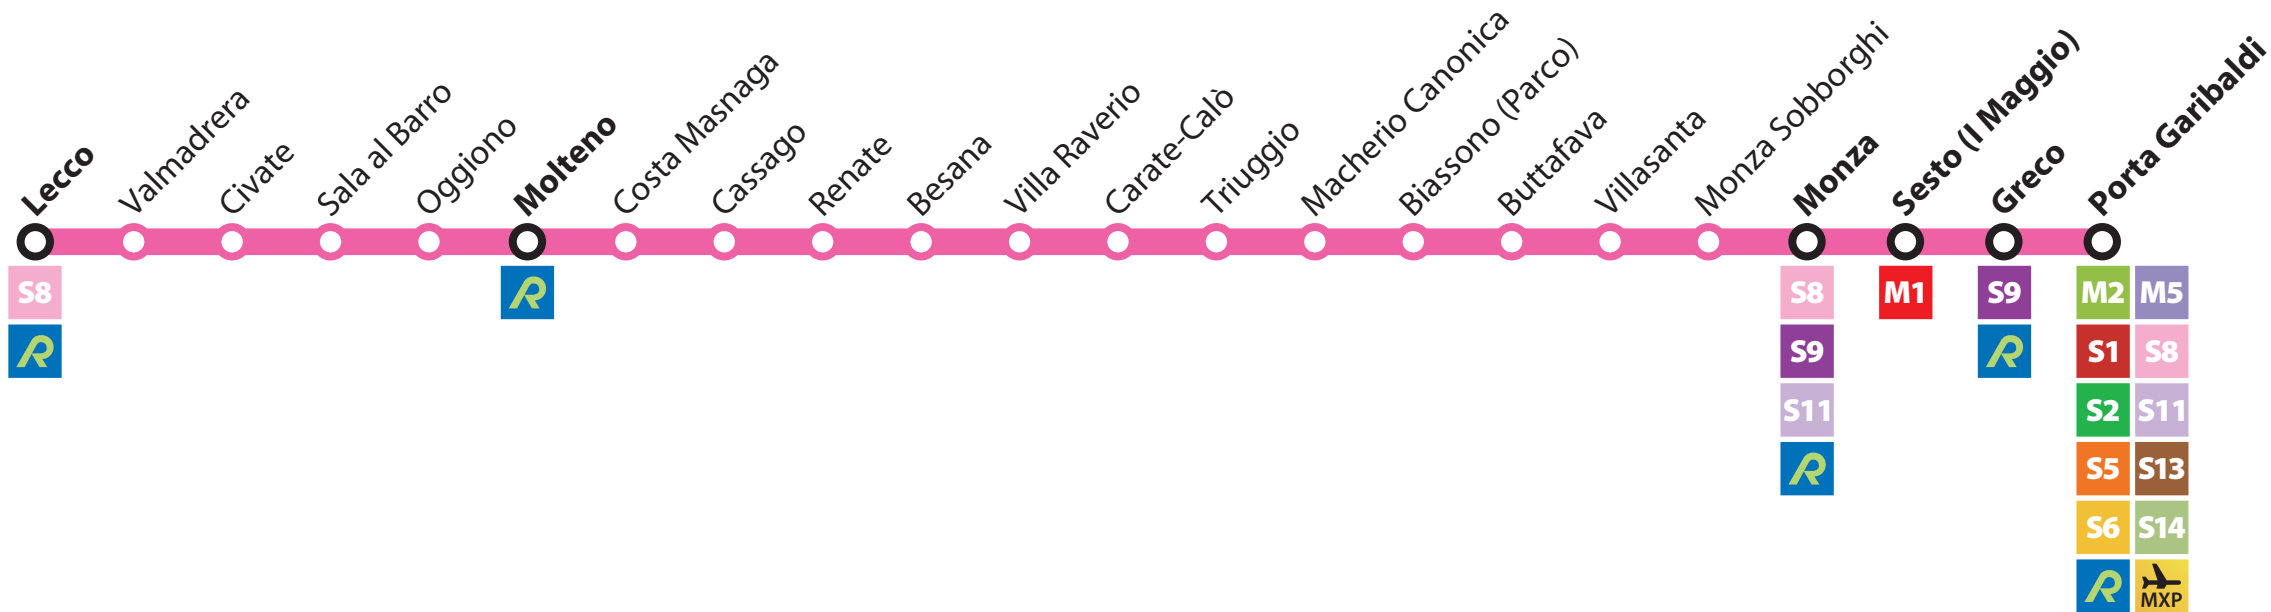 Lecco
Valmadrera
Civate
Sala al Barro
Oggiono
Molteno
Costa Masnaga
Cassago
Renate
Besana
Villa Raverio
Carate-Calò
Triuggio
Macherio Canonica
Biassono (Parco)
Buttafava
Villasanta
Monza Sobborghi
Monza
Sesto (I Maggio)
Greco
Porta Garibaldi
S8
R
R
S8
S9
S11
R
M1
S9
R
M2 M5
S1 S8
S2 S11
S5 S13
S6 S14
R MXP